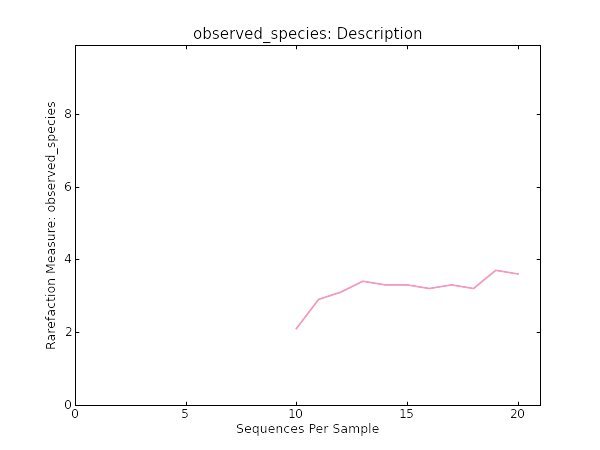 observed_species: Description
Rarefaction Measure: observed_species
8
6
4
2
0
0 5 10 15 20
Sequences Per Sample